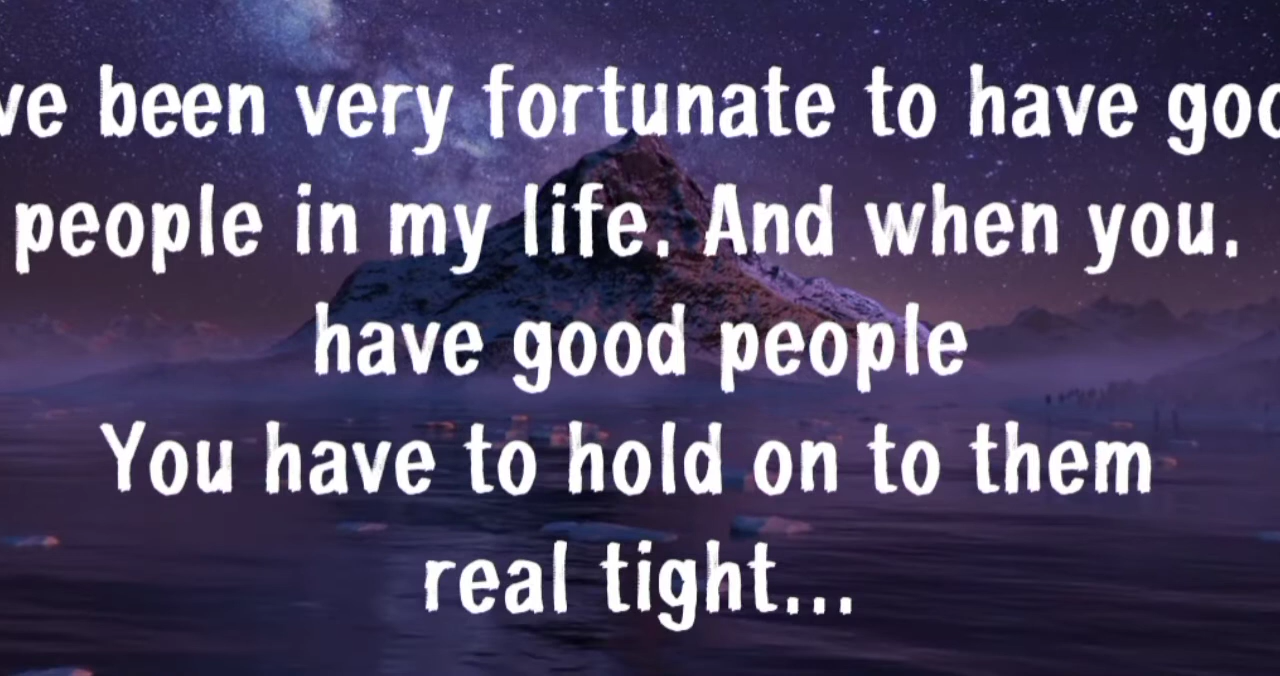 ve been very fortunate to have goo
people in my life. And when you.
have good people
You have to hold on to them
real tight...